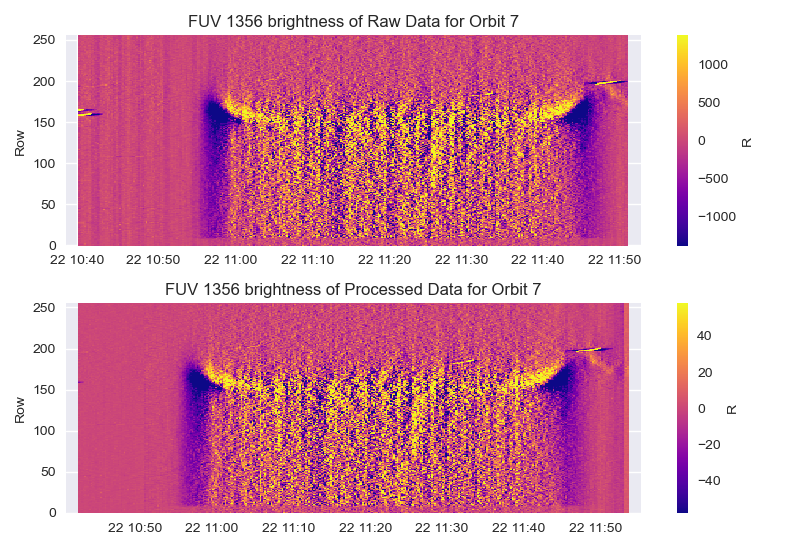 FUV 1356 brightness of Raw Data for Orbit 7
250
200
150
100
50
0
Row
22 10:40 22 10:50 22 11:00 22 11:10 22 11:20 22 11:30 22 11:40 22 11:50
1000
500
0
−500
−1000
R
FUV 1356 brightness of Processed Data for Orbit 7
250
200
150
100
50
0
Row
22 10:50 22 11:00 22 11:10 22 11:20 22 11:30 22 11:40 22 11:50
40
20
0
−20
−40
R